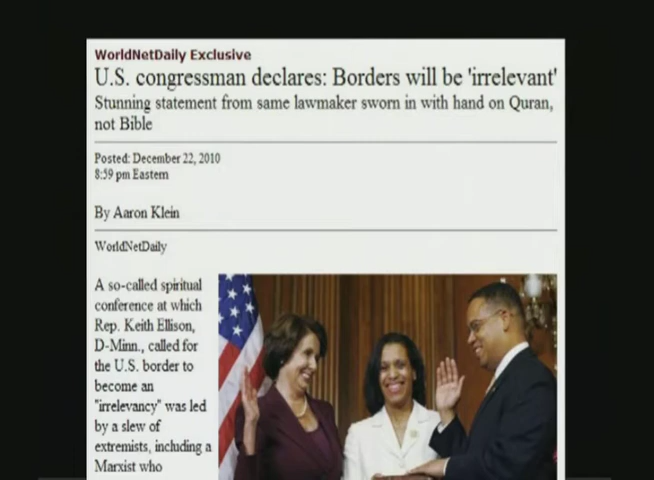 WorldNetDaily Exclusive
U.S. congressman declares: Borders will be 'irrelevant'
Stunning statement from same lawmaker sworn in with hand on Quran,
not Bible
Posted: December 22, 2010
8:59 pm Eastern
By Aaron Klein
WorldNetDaily
A so-called spiritual
conference at which
Rep. Keith Ellison,
D-Minn., called for
the U.S. border to
become an
"irrelevancy" was led
by a slew of
extremists, including a
Marxist who